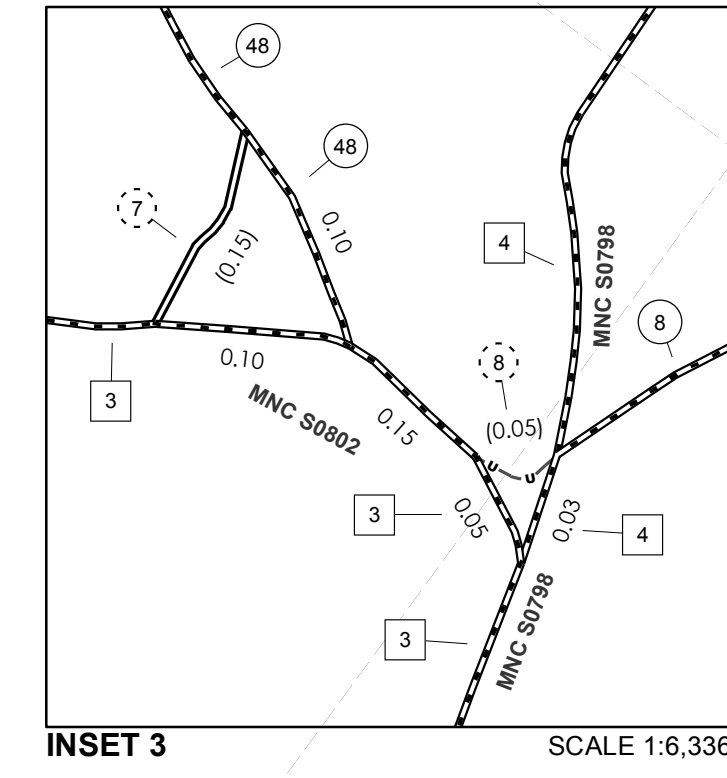 48
48
7
0.10
(0.15)
4
MNC S0798
8
8
3
0.10
MNC S0802
0.15
(0.05)
U
U
3
0.05
0.03
4
3
MNC S0798
INSET 3
SCALE 1:6,336